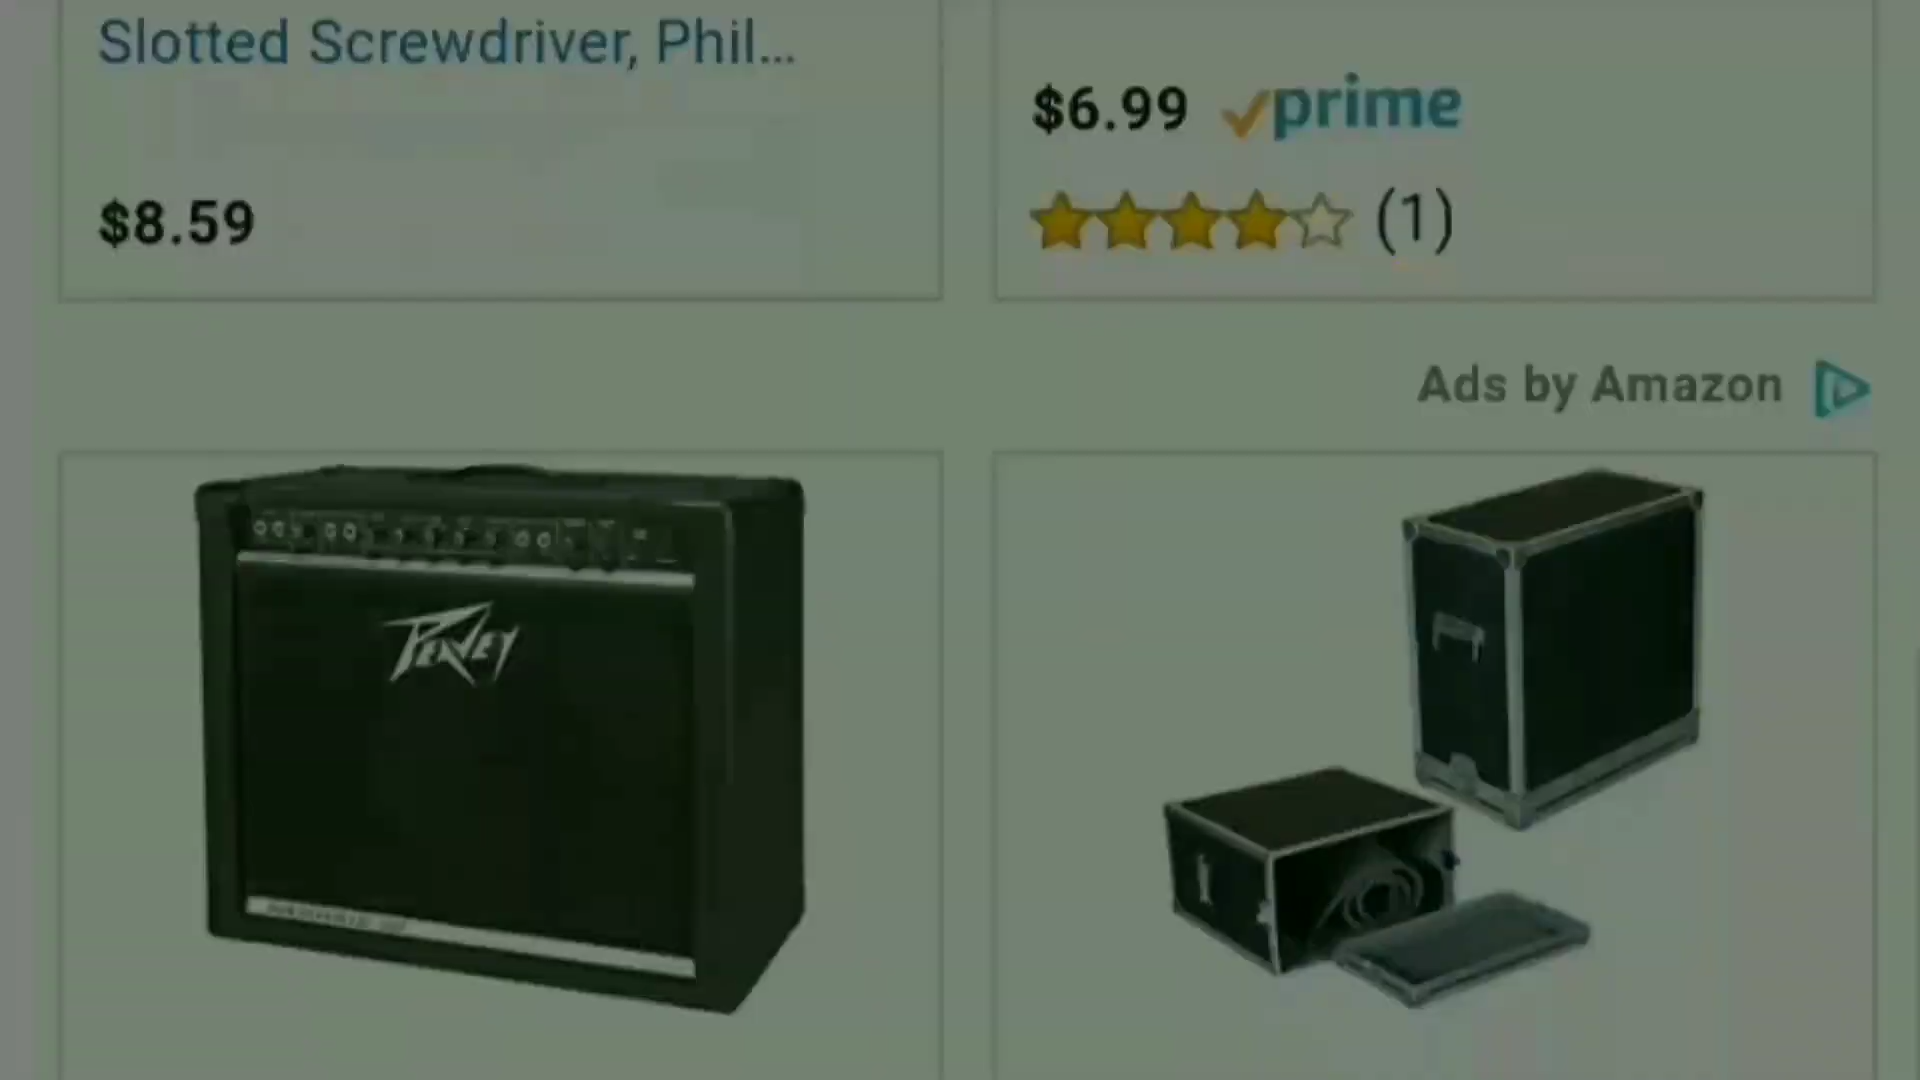 Slotted Screwdriver, Phil...
$8.59
$6.99 prime
(1)
Ads by Amazon
PEAVEY